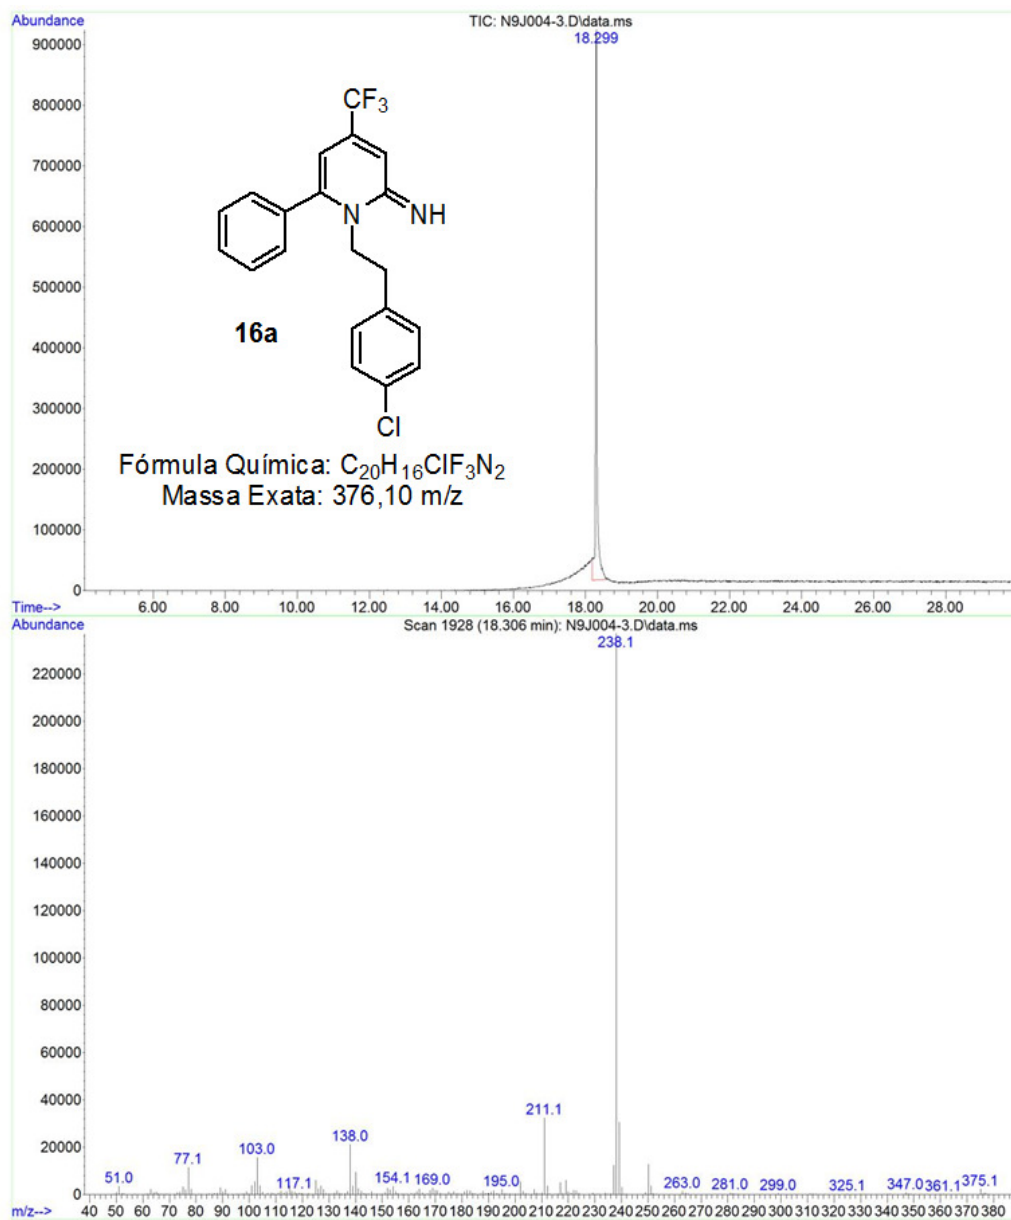 Abundance
TIC: N9J004-3.D\data.ms
18.299
900000
800000
700000
600000
500000
400000
300000
200000
100000
0
CF₃
N
NH
16a
Cl
Fórmula Química: C₂₀H₁₆ClF₃N₂
Massa Exata: 376,10 m/z
6.00 8.00 10.00 12.00 14.00 16.00 18.00 20.00 22.00 24.00 26.00 28.00
Time-->
Abundance
Scan 1928 (18.306 min): N9J004-3.D\data.ms
238.1
220000
200000
180000
160000
140000
120000
100000
80000
60000
40000
20000
0
211.1
138.0
103.0
77.1
51.0
117.1
154.1
169.0
195.0
263.0
281.0
299.0
325.1
347.0
361.1
375.1
m/z-->
40 50 60 70 80 90 100 110 120 130 140 150 160 170 180 190 200 210 220 230 240 250 260 270 280 290 300 310 320 330 340 350 360 370 380